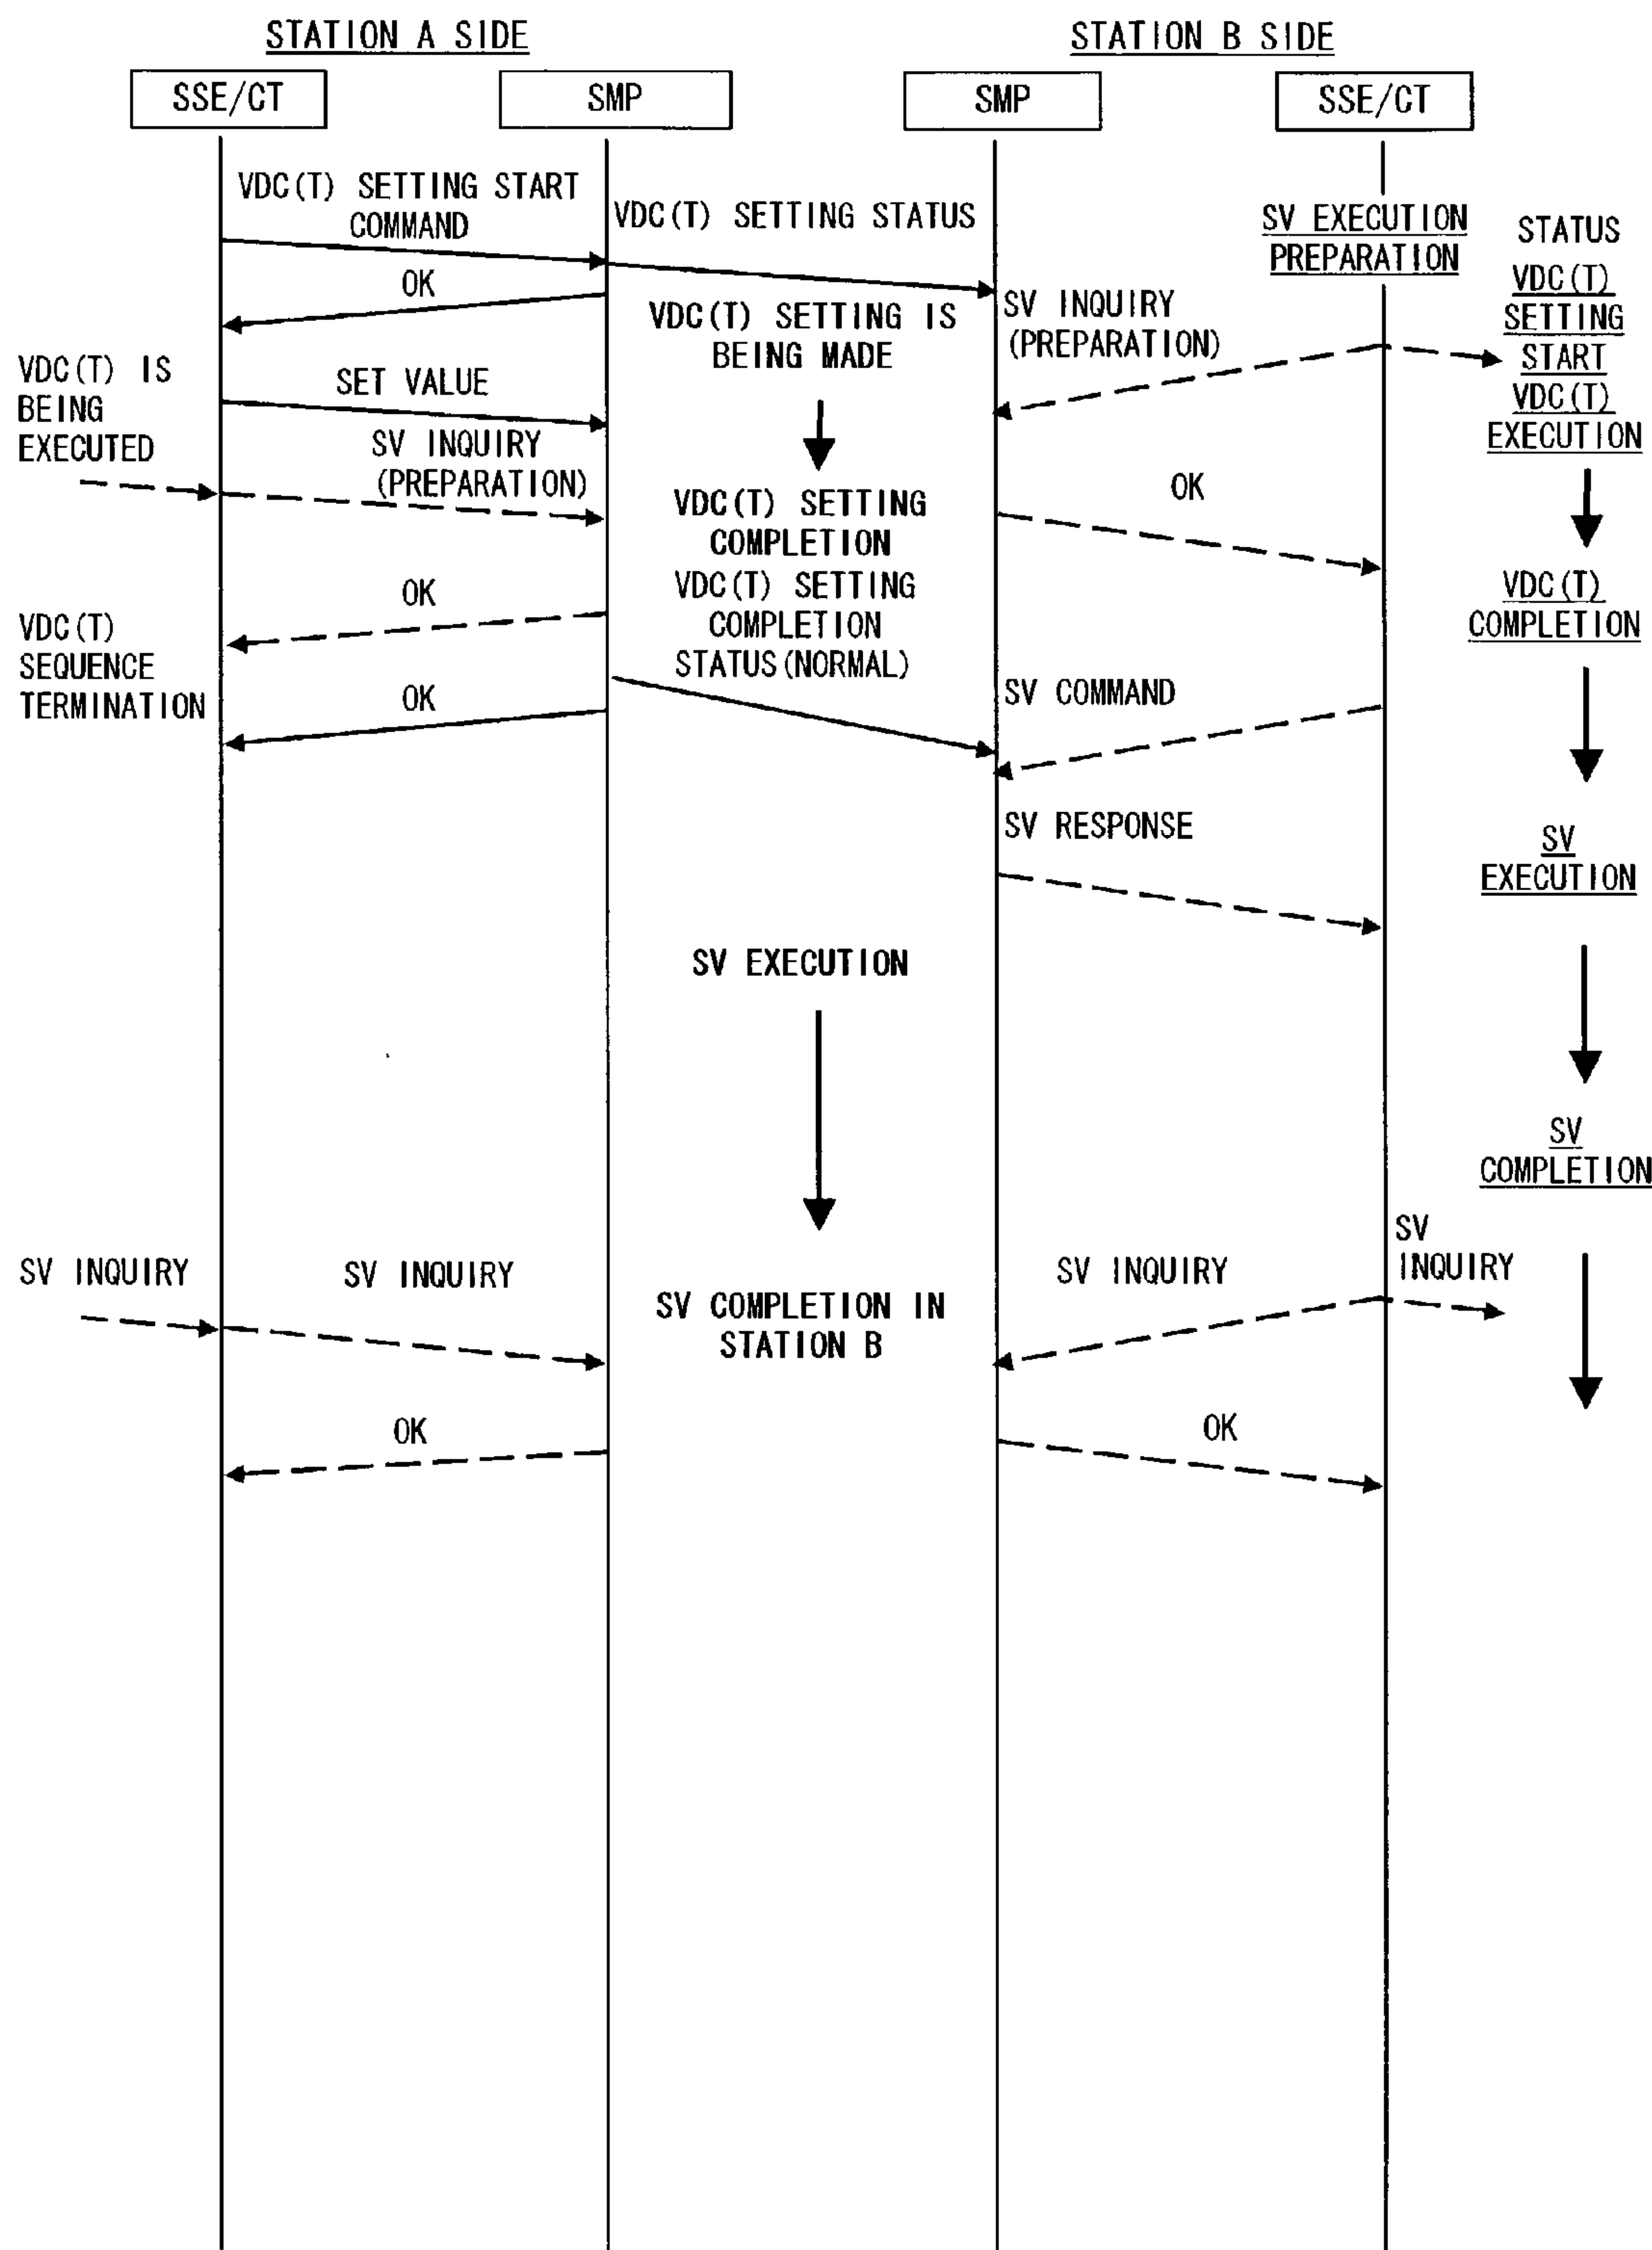 STATION A SIDE
STATION B SIDE
SSE/CT
SMP
SMP
SSE/CT
VDC(T) SETTING START
COMMAND
VDC(T) SETTING STATUS
SV EXECUTION
PREPARATION
STATUS
VDC(T)
SETTING
START
VDC(T)
EXECUTION
OK
VDC(T) SETTING IS
BEING MADE
SV INQUIRY
(PREPARATION)
VDC(T) IS
BEING
EXECUTED
SET VALUE
SV INQUIRY
(PREPARATION)
VDC(T) SETTING
COMPLETION
OK
VDC(T) SETTING
COMPLETION
STATUS(NORMAL)
OK
VDC(T)
COMPLETION
VDC(T)
SEQUENCE
TERMINATION
OK
SV COMMAND
SV RESPONSE
SV
EXECUTION
SV EXECUTION
SV
COMPLETION
SV INQUIRY
SV INQUIRY
SV COMPLETION IN
STATION B
SV INQUIRY
SV
INQUIRY
OK
OK